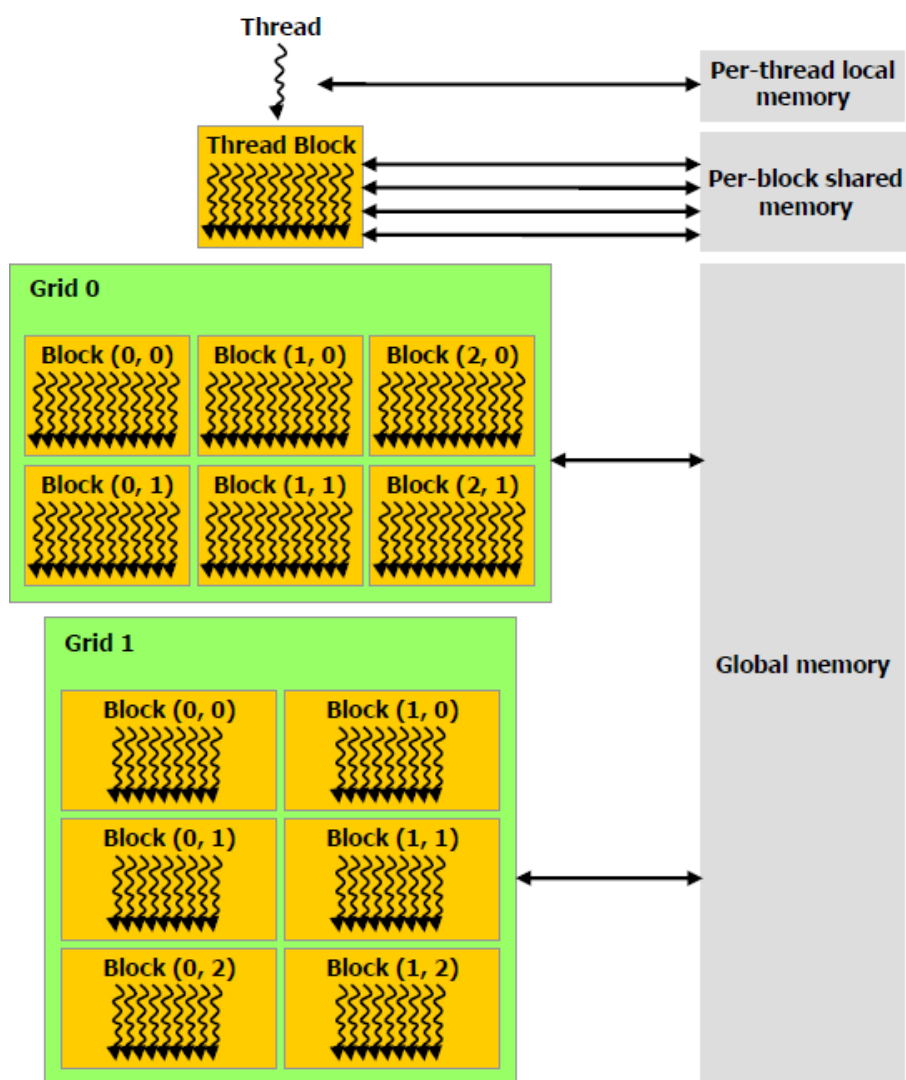 Thread
Per-thread local
memory
Thread Block
Per-block shared
memory
Grid 0
Block (0, 0) Block (1, 0) Block (2, 0)
Block (0, 1) Block (1, 1) Block (2, 1)
Grid 1
Global memory
Block (0, 0) Block (1, 0)
Block (0, 1) Block (1, 1)
Block (0, 2) Block (1, 2)